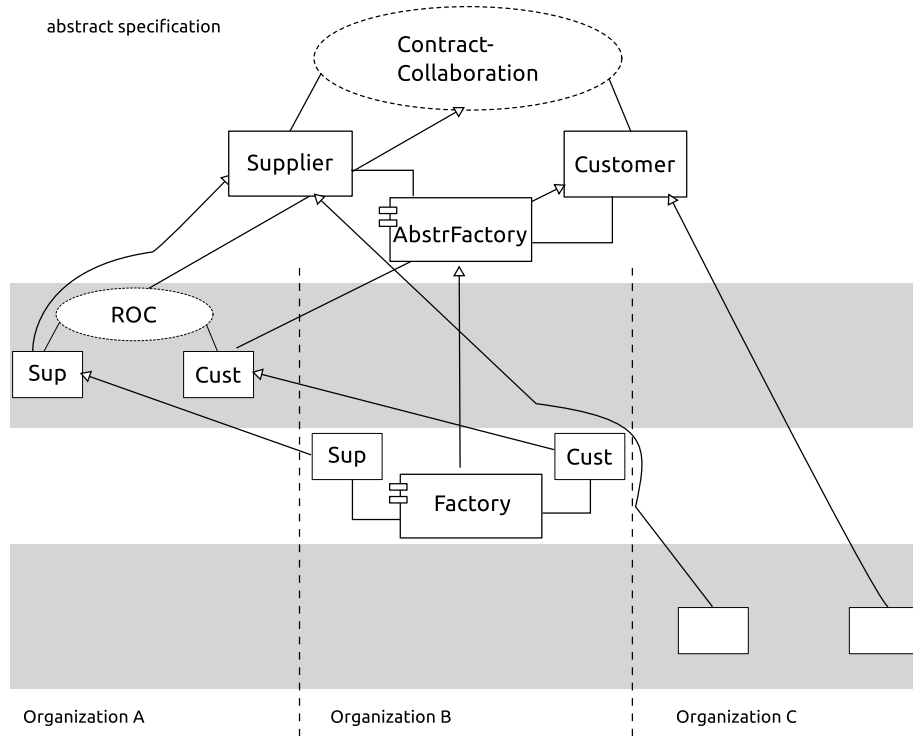 abstract specification
Contract-
Collaboration
Supplier
Customer
AbstrFactory
ROC
Sup
Cust
Sup
Cust
Factory
Organization A
Organization B
Organization C